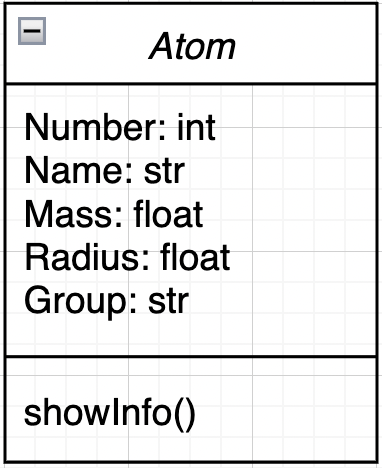 Atom
Number: int
Name: str
Mass: float
Radius: float
Group: str
showInfo()